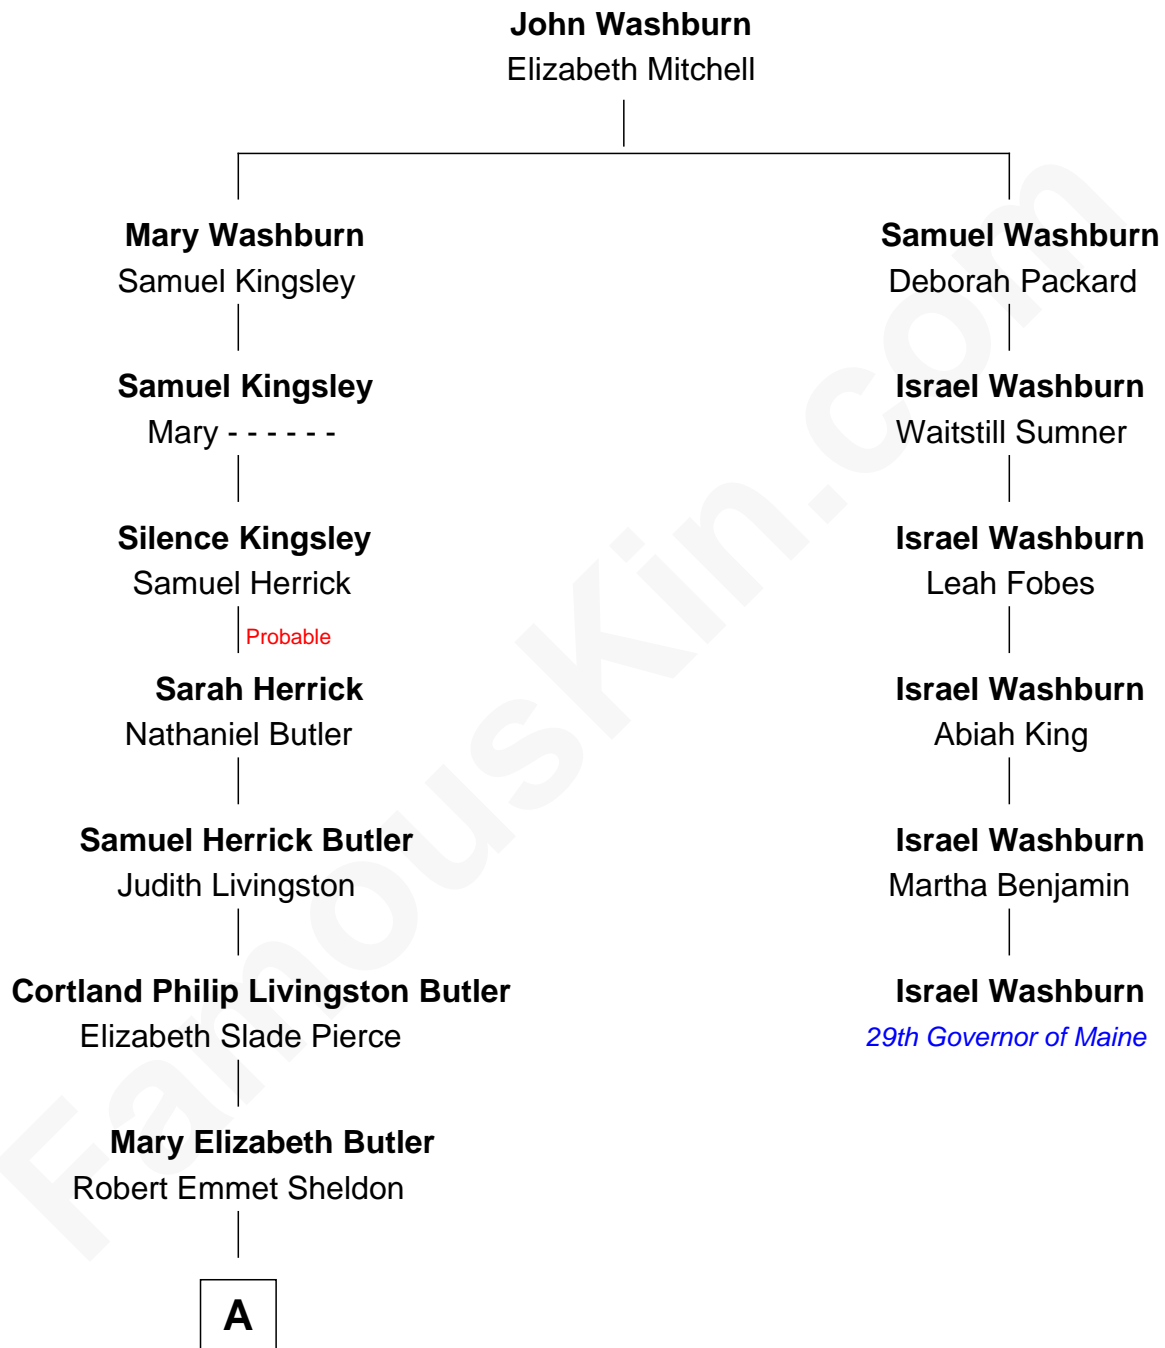 John Washburn
Elizabeth Mitchell
Mary Washburn
Samuel Kingsley
Samuel Washburn
Deborah Packard
Samuel Kingsley
Mary - - - - - -
Israel Washburn
Waitstill Sumner
Silence Kingsley
Samuel Herrick
Israel Washburn
Leah Fobes
Probable
Sarah Herrick
Nathaniel Butler
Israel Washburn
Abiah King
Samuel Herrick Butler
Judith Livingston
Israel Washburn
Martha Benjamin
Cortland Philip Livingston Butler
Elizabeth Slade Pierce
Israel Washburn
29th Governor of Maine
Mary Elizabeth Butler
Robert Emmet Sheldon
A
FamousKin.com